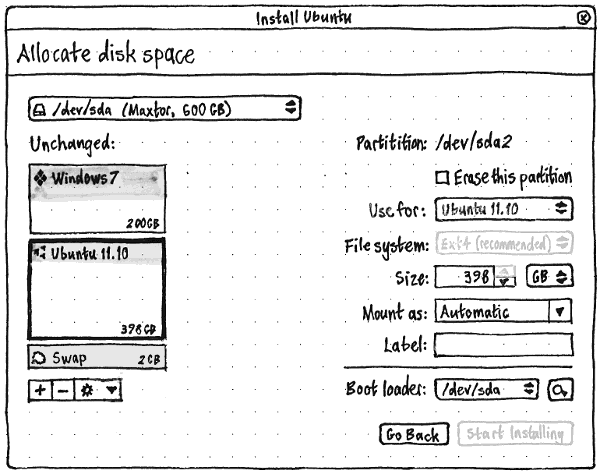 Install Ubuntu
Allocate disk space
/dev/sda (Maxtor, 600 GB)
Unchanged:
Windows 7
200GB
Ubuntu 11.10
398GB
Swap 2GB
Partitition: /dev/sda2
Erase this partition
Use for: Ubuntu 11.10
File system: Ext4 (recommended)
Size: 398 GB
Mount as: Automatic
Label:
Boot loader: /dev/sda
Go Back Start Installing